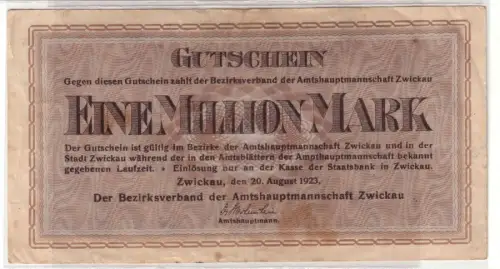 GUTSCHEIN
Gegen diesen Gutschein zahlt der Bezirksverband der Amtshauptmannschaft Zwickau
EINE MILLION MARK
Der Gutschein ist gültig im Bezirke der Amtshauptmannschaft Zwickau und in der
Stadt Zwickau während der in den Amtsblättern der Amtshauptmannschaft bekannt
gegebenen Laufzeit. Einlösung nur an der Kasse der Staatsbank in Zwickau.
Zwickau, den 20. August 1923.
Der Bezirksverband der Amtshauptmannschaft Zwickau
Amtshauptmann.